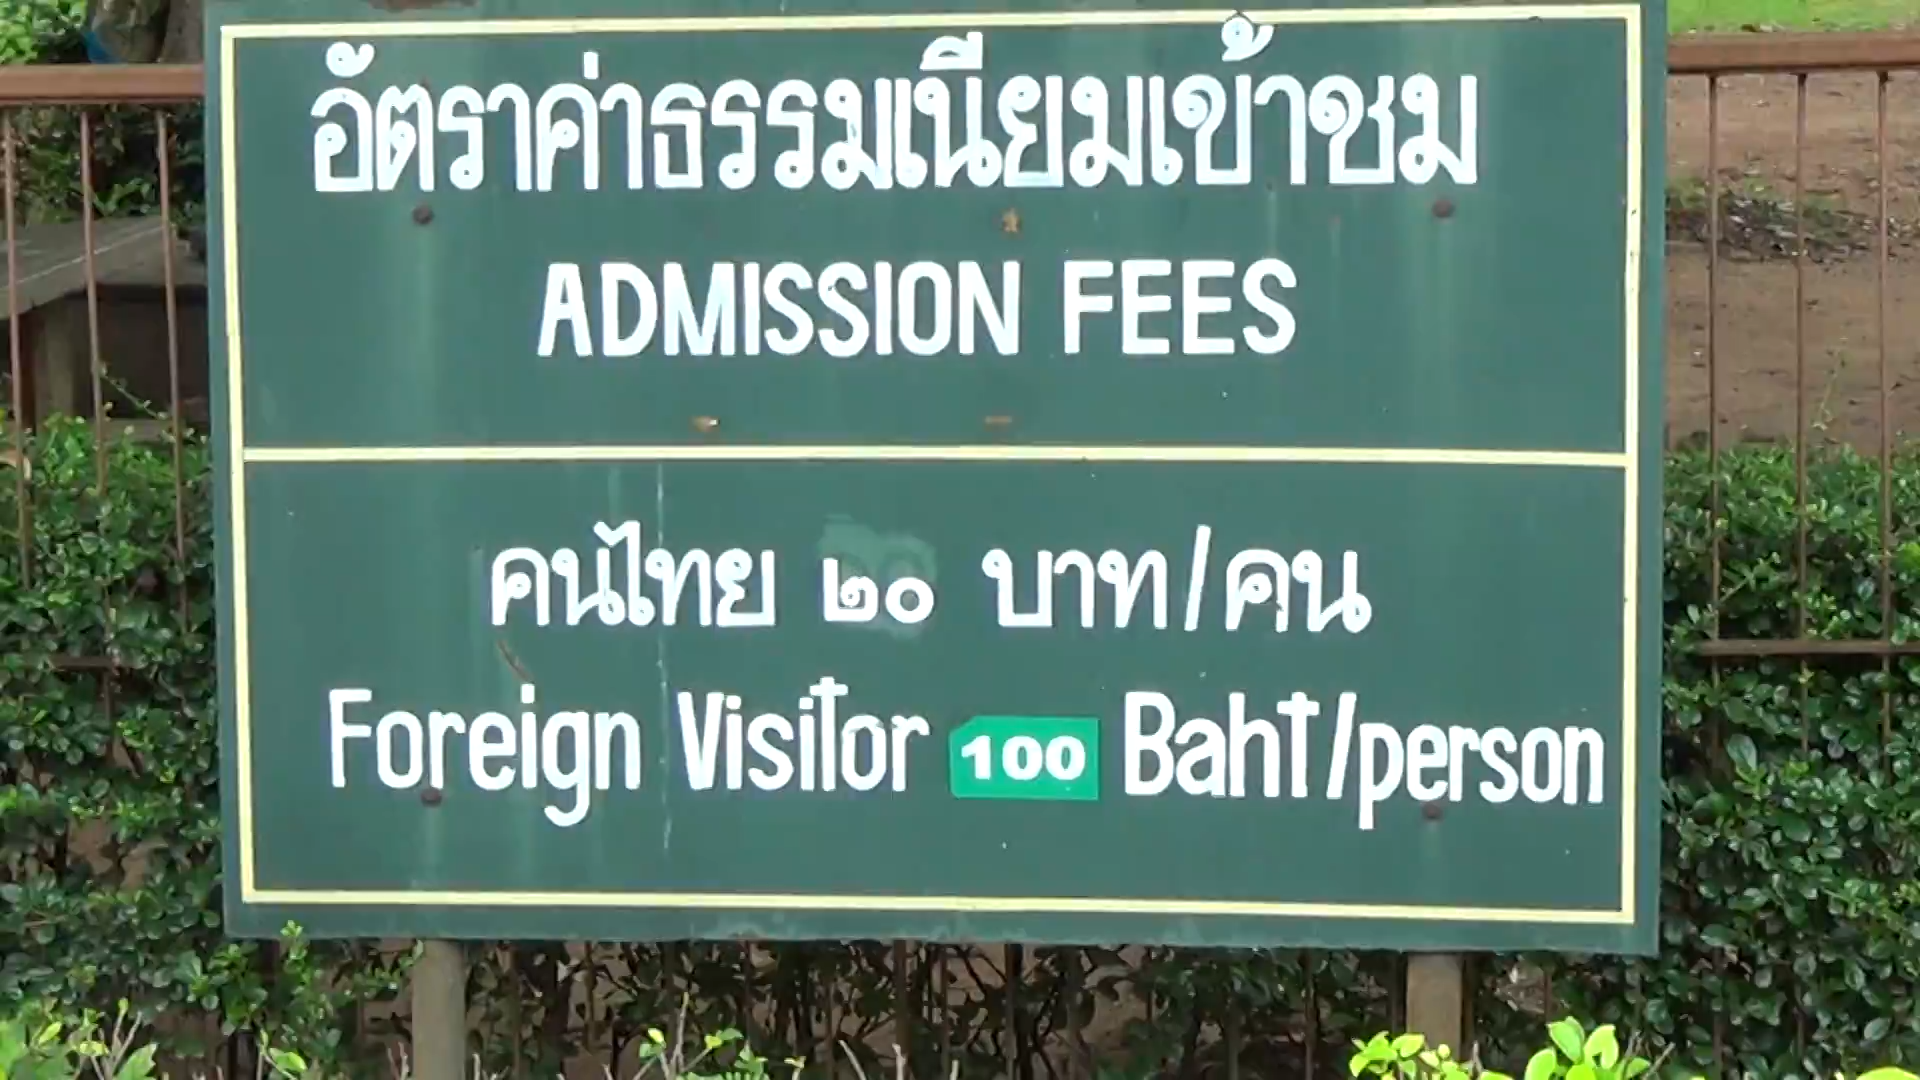 อัตราค่าธรรมเนียมเข้าชม
ADMISSION FEES
คนไทย ๒๐ บาท/คน
Foreign Visitor 100 Baht/person